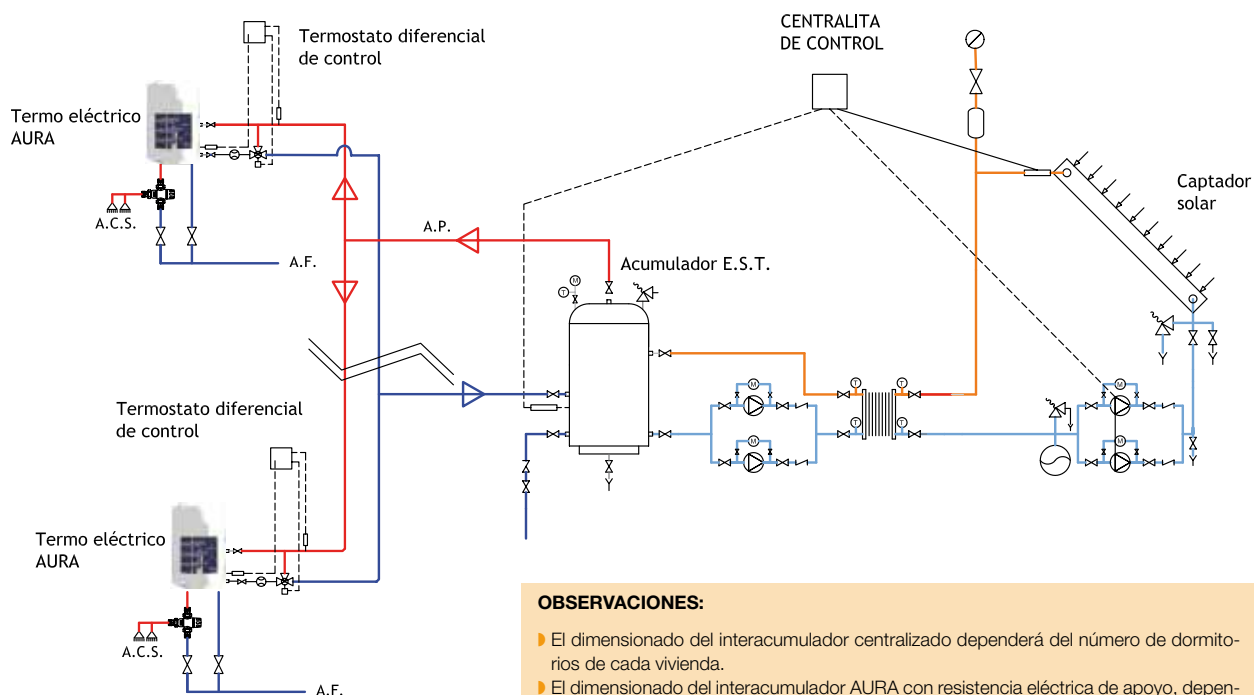 CENTRALITA
DE CONTROL
Termostato diferencial
de control
Termo eléctrico
AURA
Captador
solar
A.C.S.
A.P.
A.F.
Acumulador E.S.T.
M
T
M
M
T
T
M
T
T
M
M
Termostato diferencial
de control
Termo eléctrico
AURA
A.C.S.
A.F.
OBSERVACIONES:
El dimensionado del interacumulador centralizado dependerá del número de dormito-
rios de cada vivienda.
El dimensionado del interacumulador AURA con resistencia eléctrica de apoyo, depen-